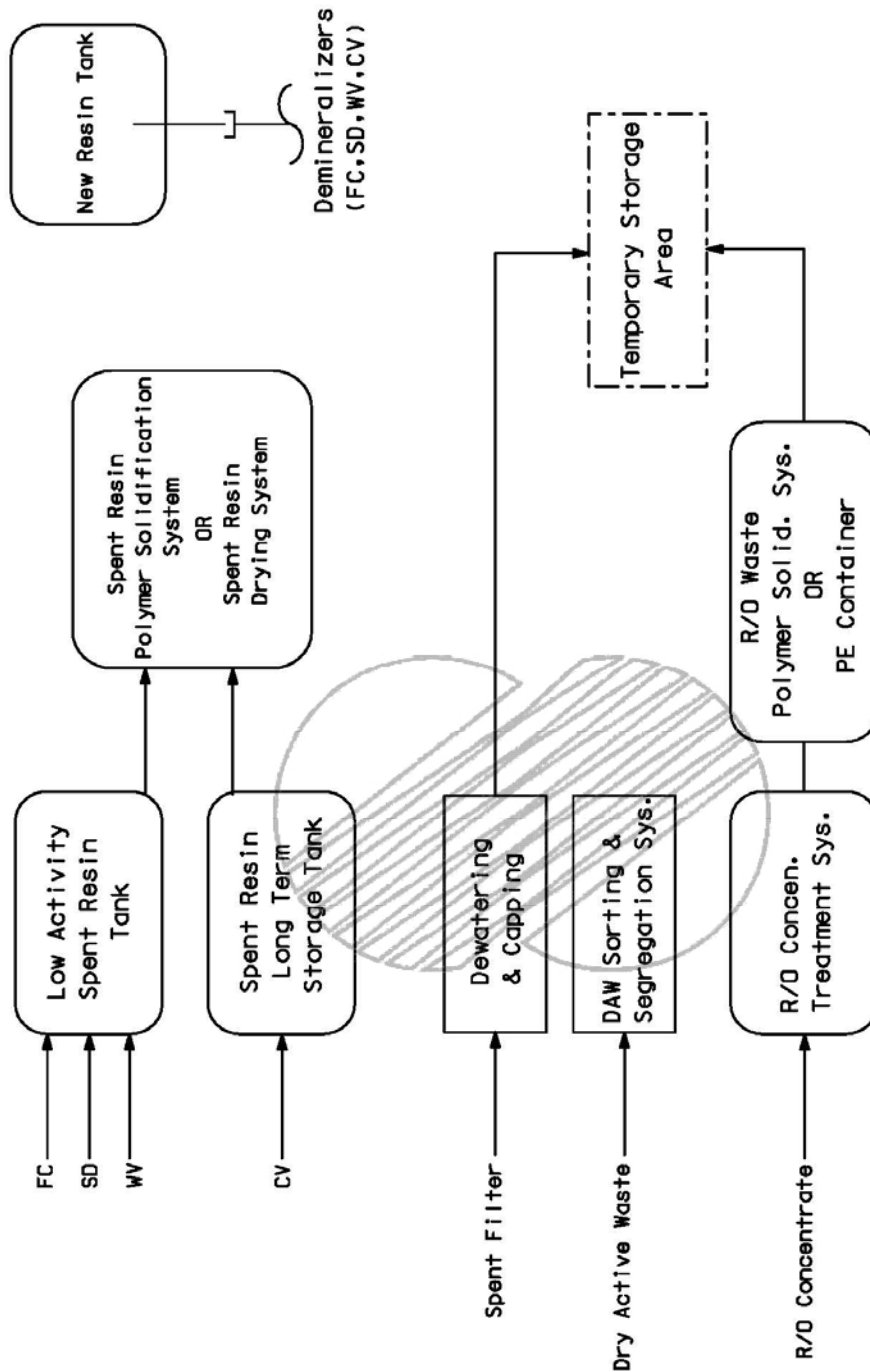 FC
SD
WV
Low Activity
Spent Resin
Tank
CV
Spent Resin
Long Term
Storage Tank
Spent Resin
Polymer Solidification
System
OR
Spent Resin
Drying System
New Resin Tank
Demineralizers
(FC,SD,WV,CV)
Spent Filter
Dewatering
& Capping
Dry Active Waste
DAW Sorting &
Segregation Sys.
Temporary Storage
Area
R/O Concentrate
R/O Concen.
Treatment Sys.
R/O Waste
Polymer Solid. Sys.
OR
PE Container